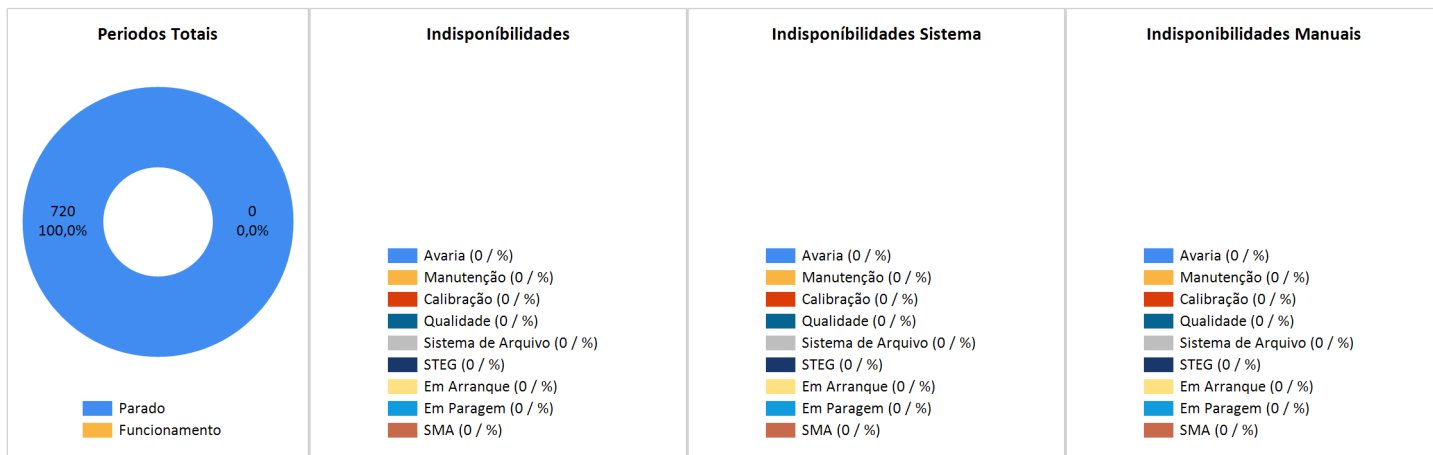 Periodos Totais
720
100,0%
0
0,0%
Parado
Funcionamento
Indisponíbilidades
Avaria (0 / %)
Manutenção (0 / %)
Calibração (0 / %)
Qualidade (0 / %)
Sistema de Arquivo (0 / %)
STEG (0 / %)
Em Arranque (0 / %)
Em Paragem (0 / %)
SMA (0 / %)
Indisponíbilidades Sistema
Avaria (0 / %)
Manutenção (0 / %)
Calibração (0 / %)
Qualidade (0 / %)
Sistema de Arquivo (0 / %)
STEG (0 / %)
Em Arranque (0 / %)
Em Paragem (0 / %)
SMA (0 / %)
Indisponibilidades Manuais
Avaria (0 / %)
Manutenção (0 / %)
Calibração (0 / %)
Qualidade (0 / %)
Sistema de Arquivo (0 / %)
STEG (0 / %)
Em Arranque (0 / %)
Em Paragem (0 / %)
SMA (0 / %)